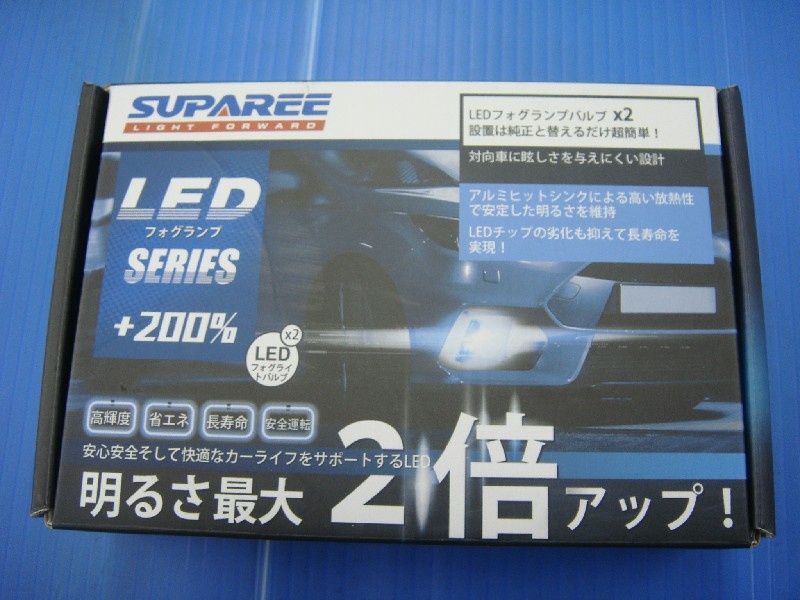 SUPAREE
LIGHT FORWARD
LED
フォグランプ
SERIES
+200%
LEDフォグランプバルブ x2
設置は純正と替えるだけ超簡単！
対向車に眩しさを与えにくい設計
アルミヒットシンクによる高い放熱性
で安定した明るさを維持
LEDチップの劣化も抑えて長寿命を
実現！
x2
LED
フォグライ
トバルブ
高輝度
省エネ
長寿命
安全運転
安心安全そして快適なカーライフをサポートするLED
明るさ最大2倍アップ！